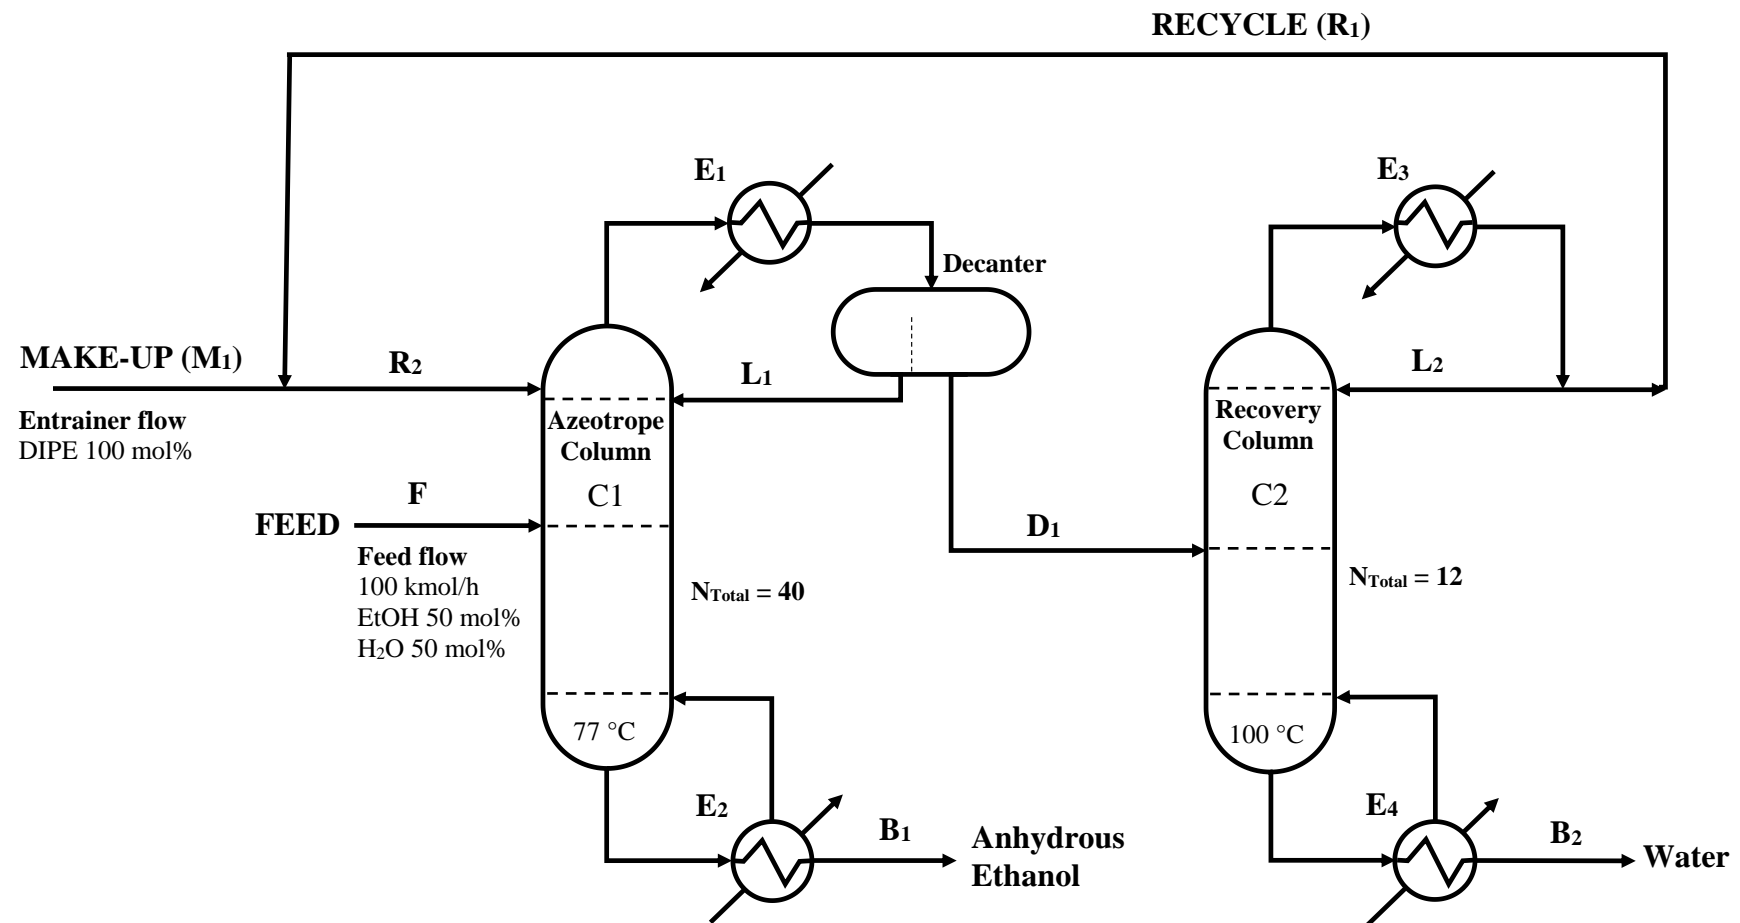 RECYCLE (R₁)
E₁
E₃
Decanter
MAKE-UP (M₁)
R₂
L₁
L₂
Entrainer flow
DIPE 100 mol%
Azeotrope
Column
C1
Recovery
Column
C2
F
FEED
Feed flow
100 kmol/h
EtOH 50 mol%
H₂O 50 mol%
D₁
N_Total = 40
N_Total = 12
77 °C
100 °C
E₂
B₁
Anhydrous
Ethanol
E₄
B₂
Water